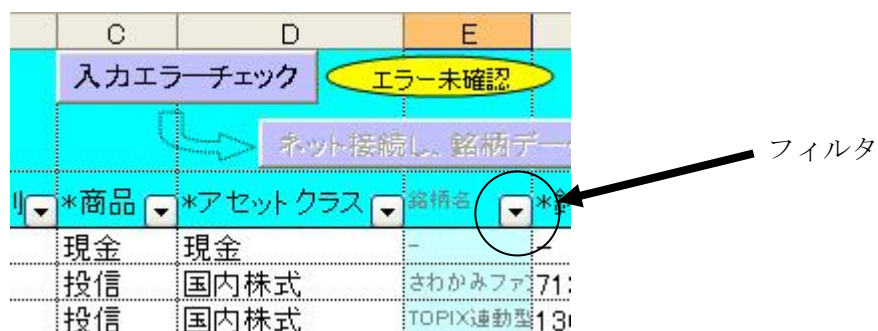 C D E
入力エラーチェック エラー未確認
ネット接続し、銘柄データ
フィルタ
*商品 *アセットクラス 銘柄名
現金 現金 - -
投信 国内株式 さわかみファ 71
投信 国内株式 TOPIX連動型 13